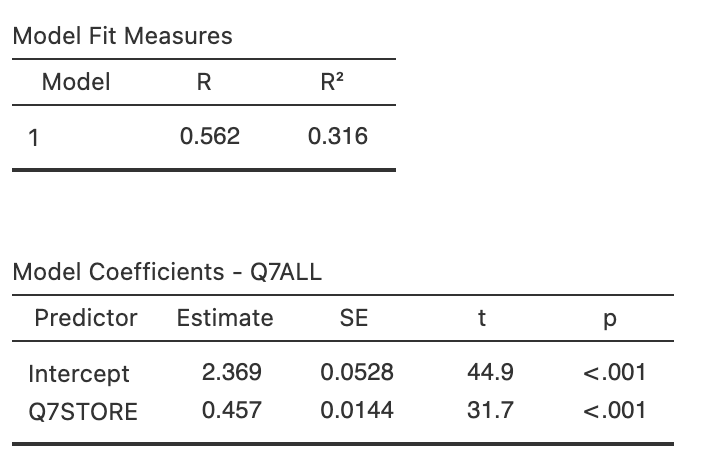 Model Fit Measures
Model R R²
1 0.562 0.316
Model Coefficients - Q7ALL
Predictor Estimate SE t p
Intercept 2.369 0.0528 44.9 <.001
Q7STORE 0.457 0.0144 31.7 <.001